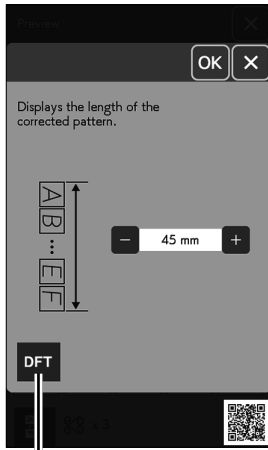 Preview
OK
Displays the length of the
corrected pattern.
A B ... E F
45 mm
DFT
×3